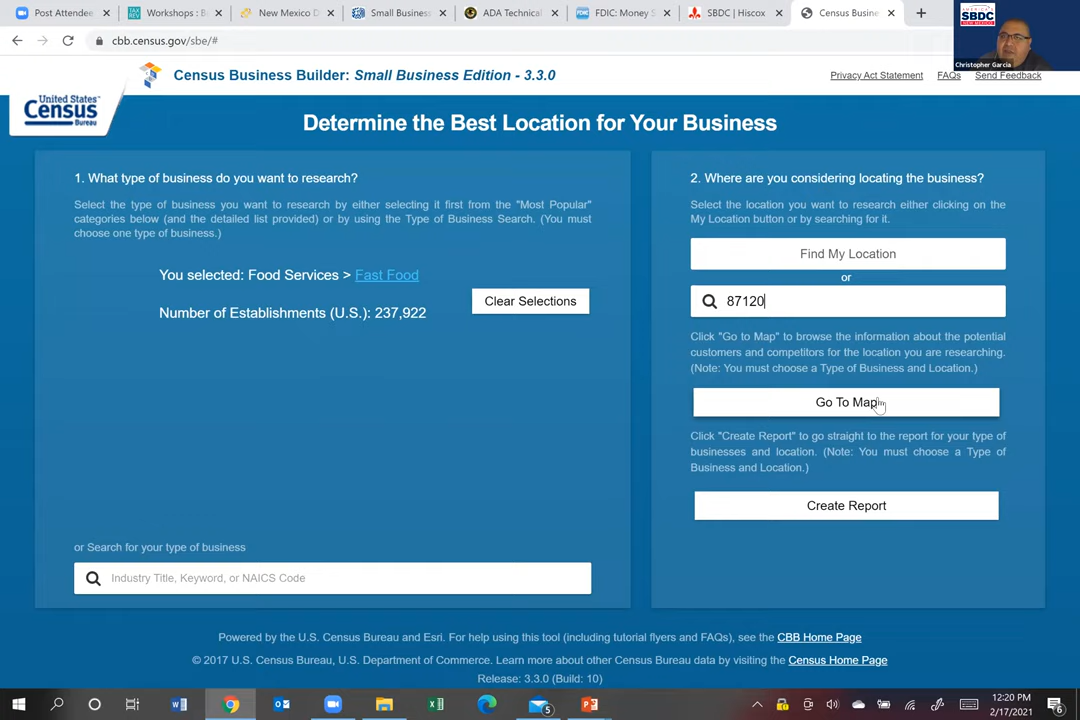 Post Attendee
TAX REV
Workshops : B
New Mexico D
Small Business
ADA Technical
FDIC: Money S
SBDC | Hiscox
Census Busine
cbb.census.gov/sbe/#
AMERICA'S
SBDC
NEW MEXICO
Christopher Garcia
Census Business Builder: Small Business Edition - 3.3.0
Privacy Act Statement
FAQs
Send Feedback
United States
Census
Bureau
Determine the Best Location for Your Business
1. What type of business do you want to research?
Select the type of business you want to research by either selecting it first from the "Most Popular"
categories below (and the detailed list provided) or by using the Type of Business Search. (You must
choose one type of business.)
You selected: Food Services > Fast Food
Number of Establishments (U.S.): 237,922
Clear Selections
or Search for your type of business
Industry Title, Keyword, or NAICS Code
2. Where are you considering locating the business?
Select the location you want to research either clicking on the
My Location button or by searching for it.
Find My Location
or
87120
Click "Go to Map" to browse the information about the potential
customers and competitors for the location you are researching.
(Note: You must choose a Type of Business and Location.)
Go To Map
Click "Create Report" to go straight to the report for your type of
businesses and location. (Note: You must choose a Type of
Business and Location.)
Create Report
Powered by the U.S. Census Bureau and Esri. For help using this tool (including tutorial flyers and FAQs), see the CBB Home Page
© 2017 U.S. Census Bureau, U.S. Department of Commerce. Learn more about other Census Bureau data by visiting the Census Home Page
Release: 3.3.0 (Build: 10)
5
12:20 PM
2/17/2021
6